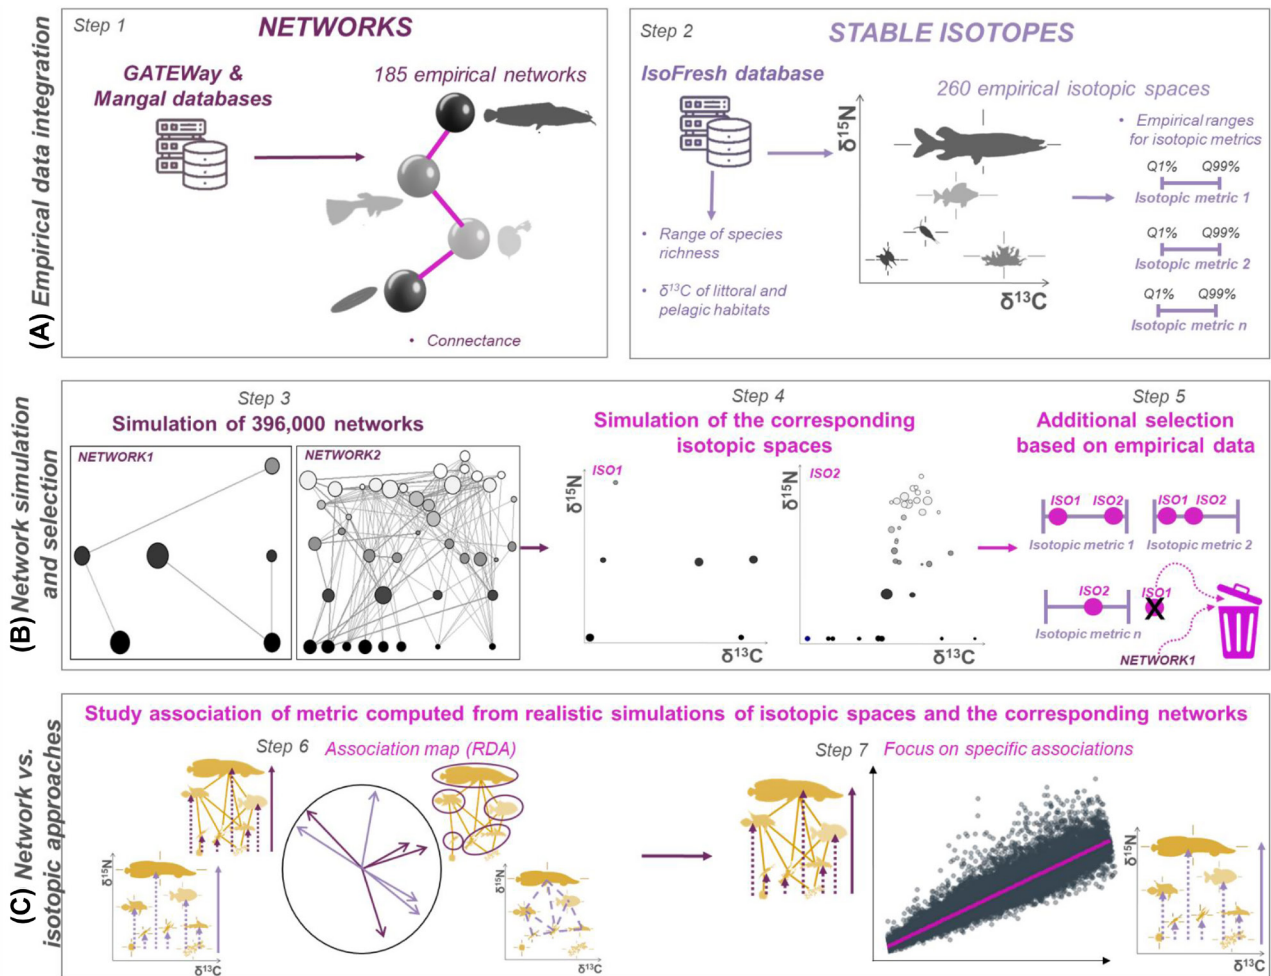 (A) Empirical data integration
Step 1
NETWORKS
GATEWay &
Mangal databases
185 empirical networks
• Connectance
Step 2
STABLE ISOTOPES
IsoFresh database
• Range of species
richness
• δ¹³C of littoral and
pelagic habitats
260 empirical isotopic spaces
δ¹⁵N
δ¹³C
• Empirical ranges
for isotopic metrics
Q1% Q99%
Isotopic metric 1
Q1% Q99%
Isotopic metric 2
Q1% Q99%
Isotopic metric n
(B) Network simulation
and selection
Step 3
Simulation of 396,000 networks
NETWORK1
NETWORK2
Step 4
Simulation of the corresponding
isotopic spaces
ISO1
δ¹⁵N
δ¹³C
ISO2
δ¹⁵N
δ¹³C
Step 5
Additional selection
based on empirical data
ISO1 ISO2
Isotopic metric 1
ISO1 ISO2
Isotopic metric 2
ISO2
Isotopic metric n
ISO1
X
NETWORK1
(C) Network vs.
isotopic approaches
Study association of metric computed from realistic simulations of isotopic spaces and the corresponding networks
Step 6 Association map (RDA)
δ¹⁵N
δ¹³C
δ¹⁵N
δ¹³C
Step 7 Focus on specific associations
δ¹⁵N
δ¹³C